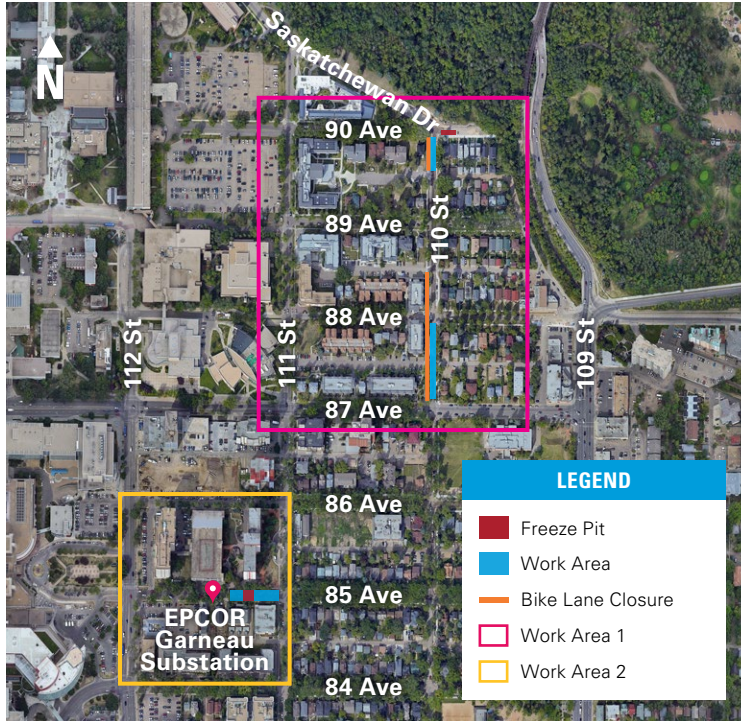 N
Saskatchewan Dr
90 Ave
89 Ave
110 St
88 Ave
112 St
111 St
109 St
87 Ave
86 Ave
85 Ave
EPCOR
Garneau
Substation
84 Ave
LEGEND
Freeze Pit
Work Area
Bike Lane Closure
Work Area 1
Work Area 2